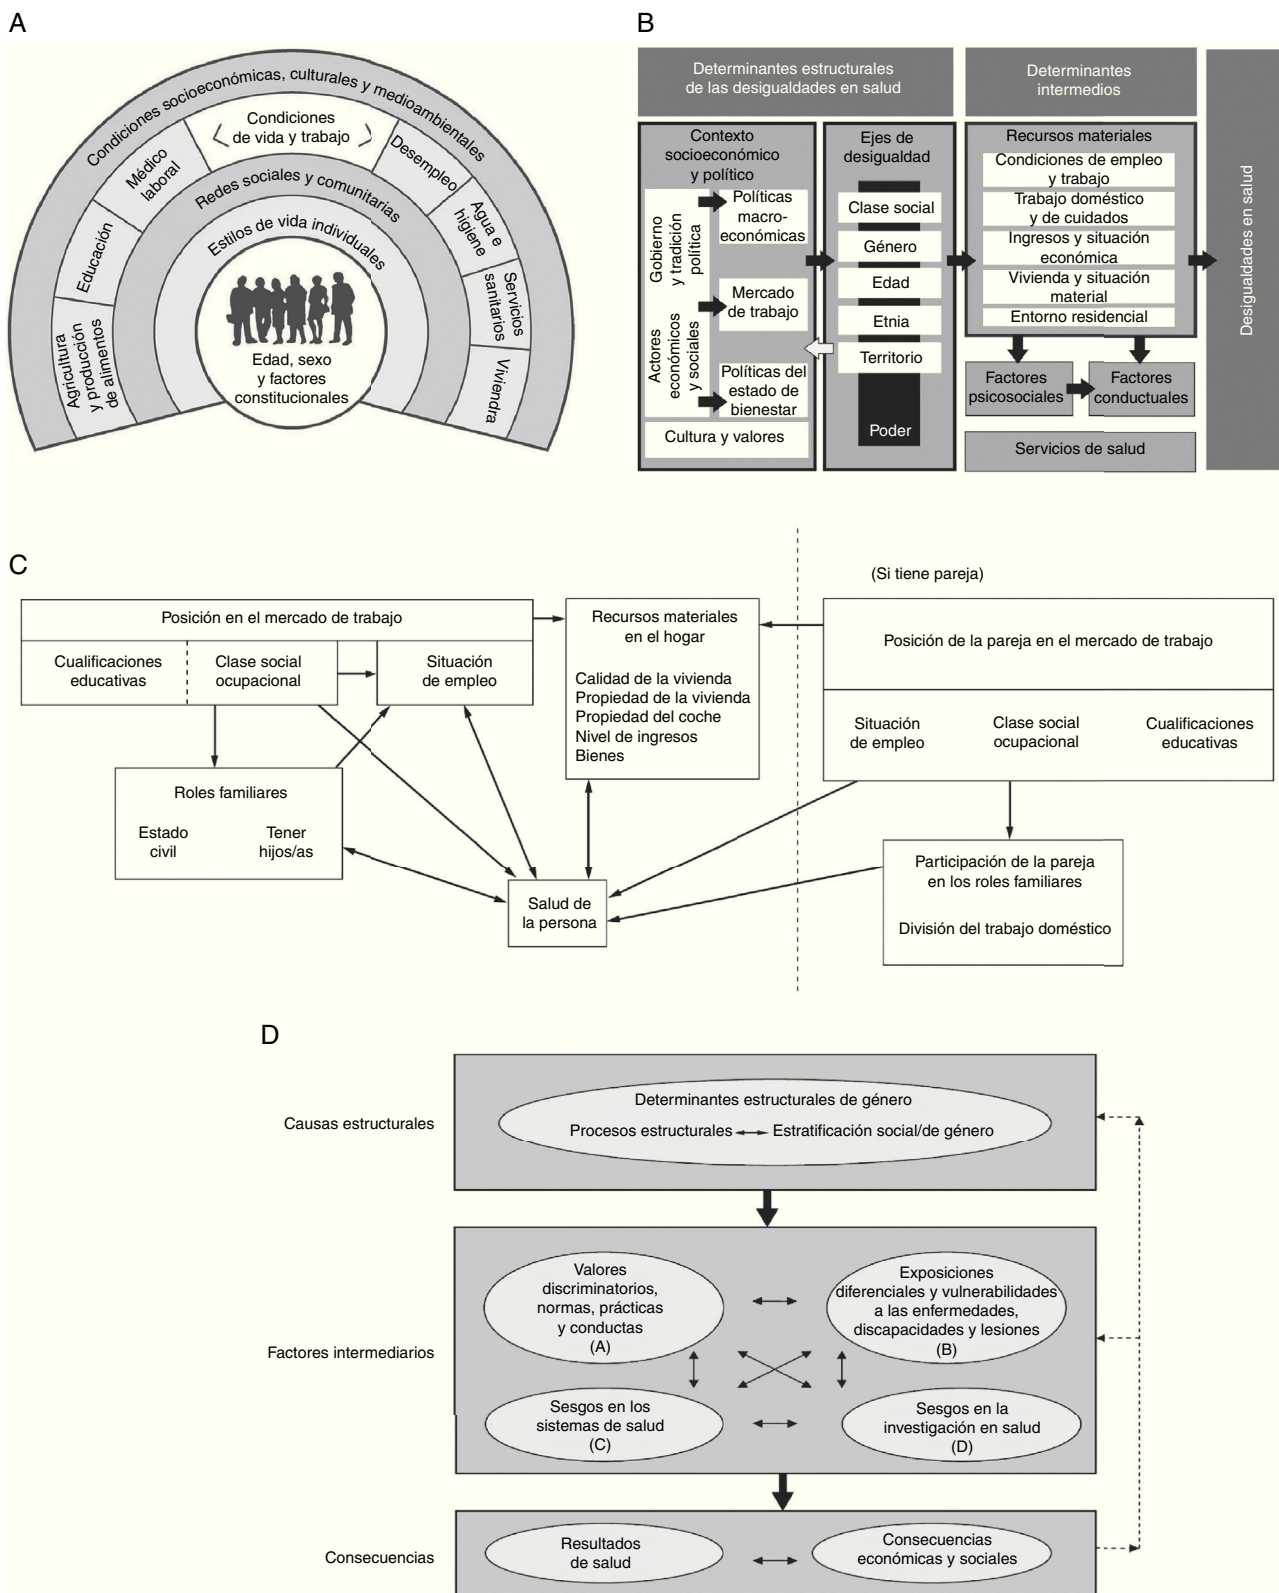 A
Condiciones socioeconómicas, culturales y medioambientales
Condiciones
de vida y trabajo
Médico
laboral
Desempleo
Educación
Agua e
higiene
Agricultura
y producción
de alimentos
Servicios
sanitarios
Viviendra
Redes sociales y comunitarias
Estilos de vida individuales
Edad, sexo
y factores
constitucionales
B
Determinantes estructurales
de las desigualdades en salud
Determinantes
intermedios
Contexto
socioeconómico
y político
Gobierno
y tradición
política
Actores
económicos
y sociales
Políticas
macro-
económicas
Mercado
de trabajo
Políticas del
estado de
bienestar
Cultura y valores
Ejes de
desigualdad
Clase social
Género
Edad
Etnia
Territorio
Poder
Recursos materiales
Condiciones de empleo
y trabajo
Trabajo doméstico
y de cuidados
Ingresos y situación
económica
Vivienda y situación
material
Entorno residencial
Factores
psicosociales
Factores
conductuales
Servicios de salud
Desigualdades en salud
C
(Si tiene pareja)
Posición en el mercado de trabajo
Cualificaciones
educativas
Clase social
ocupacional
Situación
de empleo
Recursos materiales
en el hogar
Calidad de la vivienda
Propiedad de la vivienda
Propiedad del coche
Nivel de ingresos
Bienes
Posición de la pareja en el mercado de trabajo
Situación
de empleo
Clase social
ocupacional
Cualificaciones
educativas
Roles familiares
Estado
civil
Tener
hijos/as
Salud de
la persona
Participación de la pareja
en los roles familiares
División del trabajo doméstico
D
Causas estructurales
Determinantes estructurales de género
Procesos estructurales
Estratificación social/de género
Factores intermediarios
Valores
discriminatorios,
normas, prácticas
y conductas
(A)
Exposiciones
diferenciales y vulnerabilidades
a las enfermedades,
discapacidades y lesiones
(B)
Sesgos en los
sistemas de salud
(C)
Sesgos en la
investigación en salud
(D)
Consecuencias
Resultados
de salud
Consecuencias
económicas y sociales